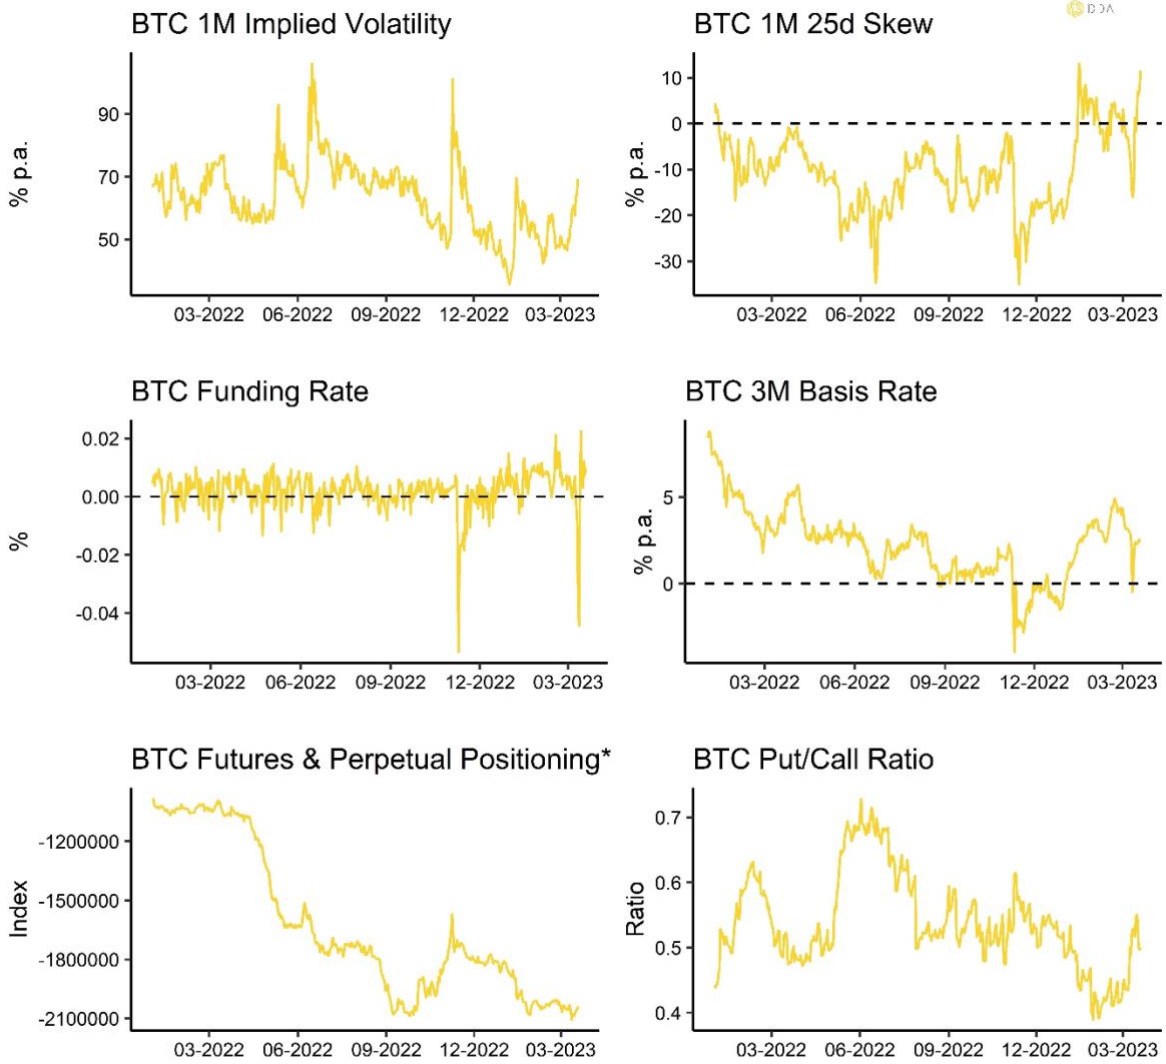 BTC 1M Implied Volatility
% p.a.
90
70
50
03-2022 06-2022 09-2022 12-2022 03-2023
BTC 1M 25d Skew
% p.a.
10
0
-10
-20
-30
03-2022 06-2022 09-2022 12-2022 03-2023
BTC Funding Rate
%
0.02
0.00
-0.02
-0.04
03-2022 06-2022 09-2022 12-2022 03-2023
BTC 3M Basis Rate
% p.a.
5
0
03-2022 06-2022 09-2022 12-2022 03-2023
BTC Futures & Perpetual Positioning*
Index
-1200000
-1500000
-1800000
-2100000
03-2022 06-2022 09-2022 12-2022 03-2023
BTC Put/Call Ratio
Ratio
0.7
0.6
0.5
0.4
03-2022 06-2022 09-2022 12-2022 03-2023